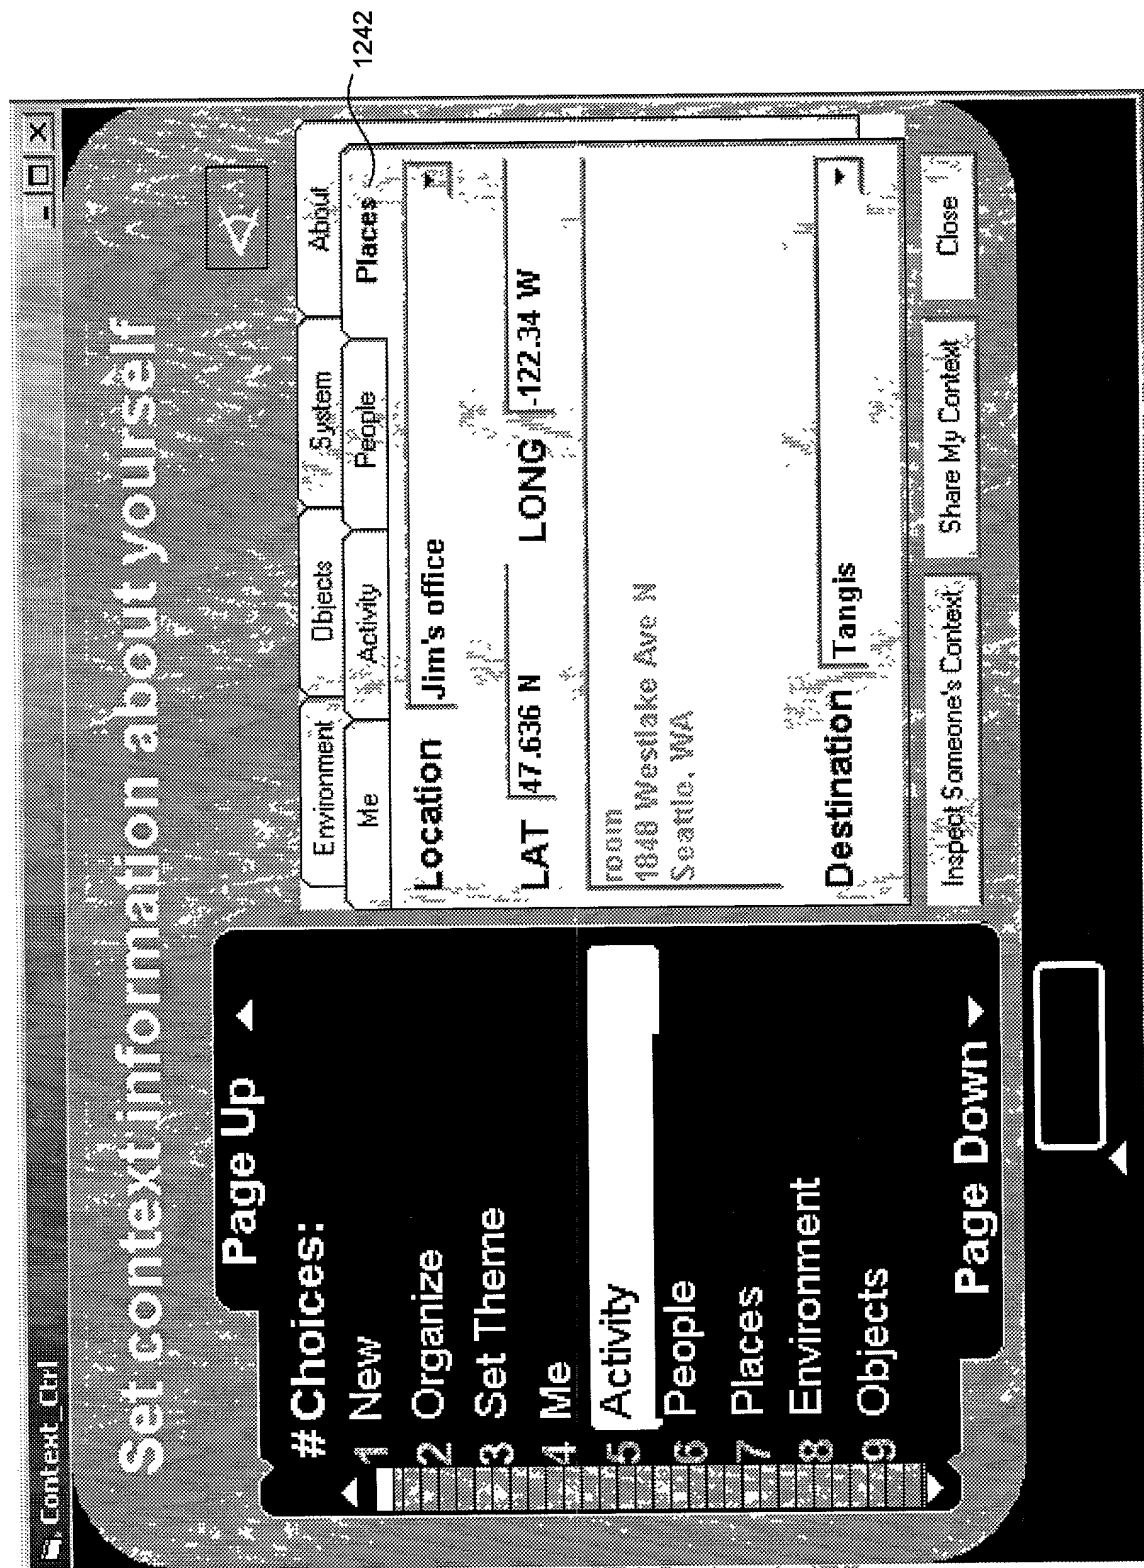 Context_Ctrl
Set context information about yourself
Page Up
# Choices:
1 New
2 Organize
3 Set Theme
4 Me
5 Activity
6 People
7 Places
8 Environment
9 Objects
Page Down
Environment Objects System About
Me Activity People Places
1242
Location Jim's office
LAT 47.636 N LONG -122.34 W
room
1848 Westlake Ave N
Seattle, WA
Destination Tangis
Inspect Someone's Context Share My Context Close